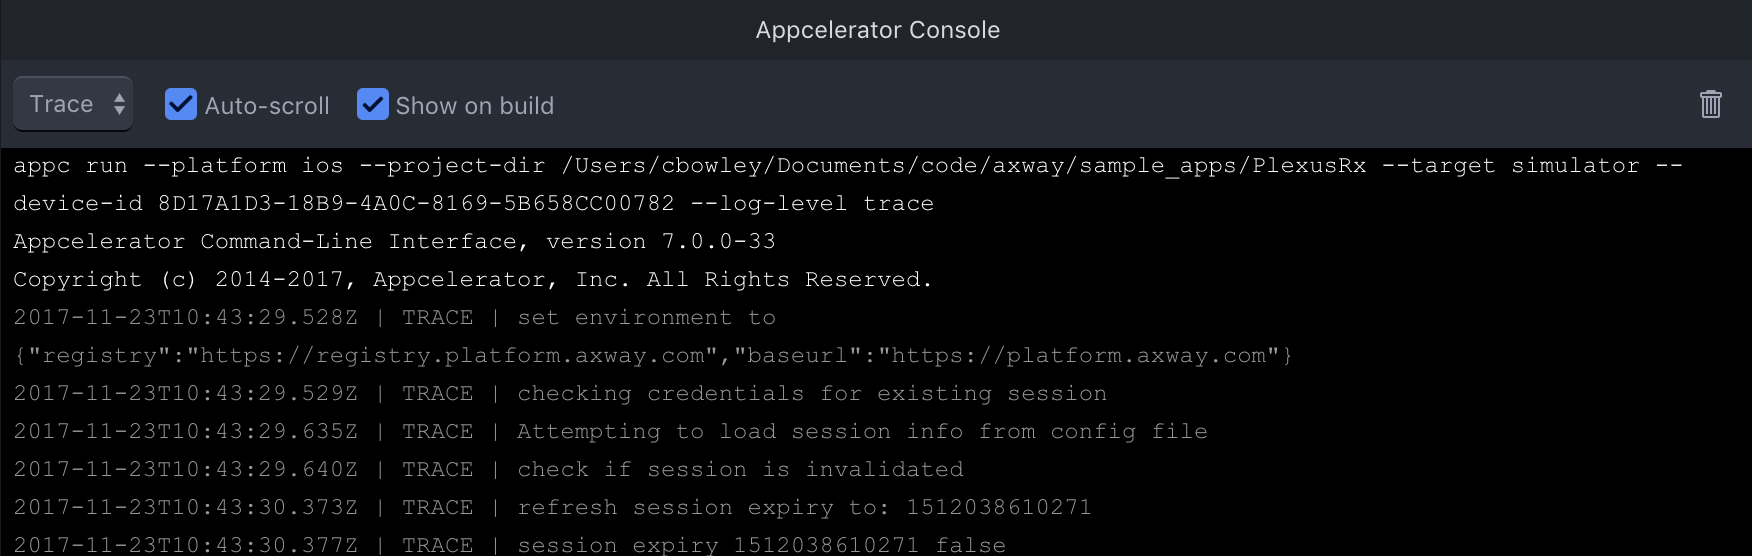 Appcelerator Console
Trace Auto-scroll Show on build
appc run --platform ios --project-dir /Users/cbowley/Documents/code/axway/sample_apps/PlexusRx --target simulator --
device-id 8D17A1D3-18B9-4A0C-8169-5B658CC00782 --log-level trace
Appcelerator Command-Line Interface, version 7.0.0-33
Copyright (c) 2014-2017, Appcelerator, Inc. All Rights Reserved.
2017-11-23T10:43:29.528Z | TRACE | set environment to
{"registry":"https://registry.platform.axway.com","baseurl":"https://platform.axway.com"}
2017-11-23T10:43:29.529Z | TRACE | checking credentials for existing session
2017-11-23T10:43:29.635Z | TRACE | Attempting to load session info from config file
2017-11-23T10:43:29.640Z | TRACE | check if session is invalidated
2017-11-23T10:43:30.373Z | TRACE | refresh session expiry to: 1512038610271
2017-11-23T10:43:30.377Z | TRACE | session expiry 1512038610271 false